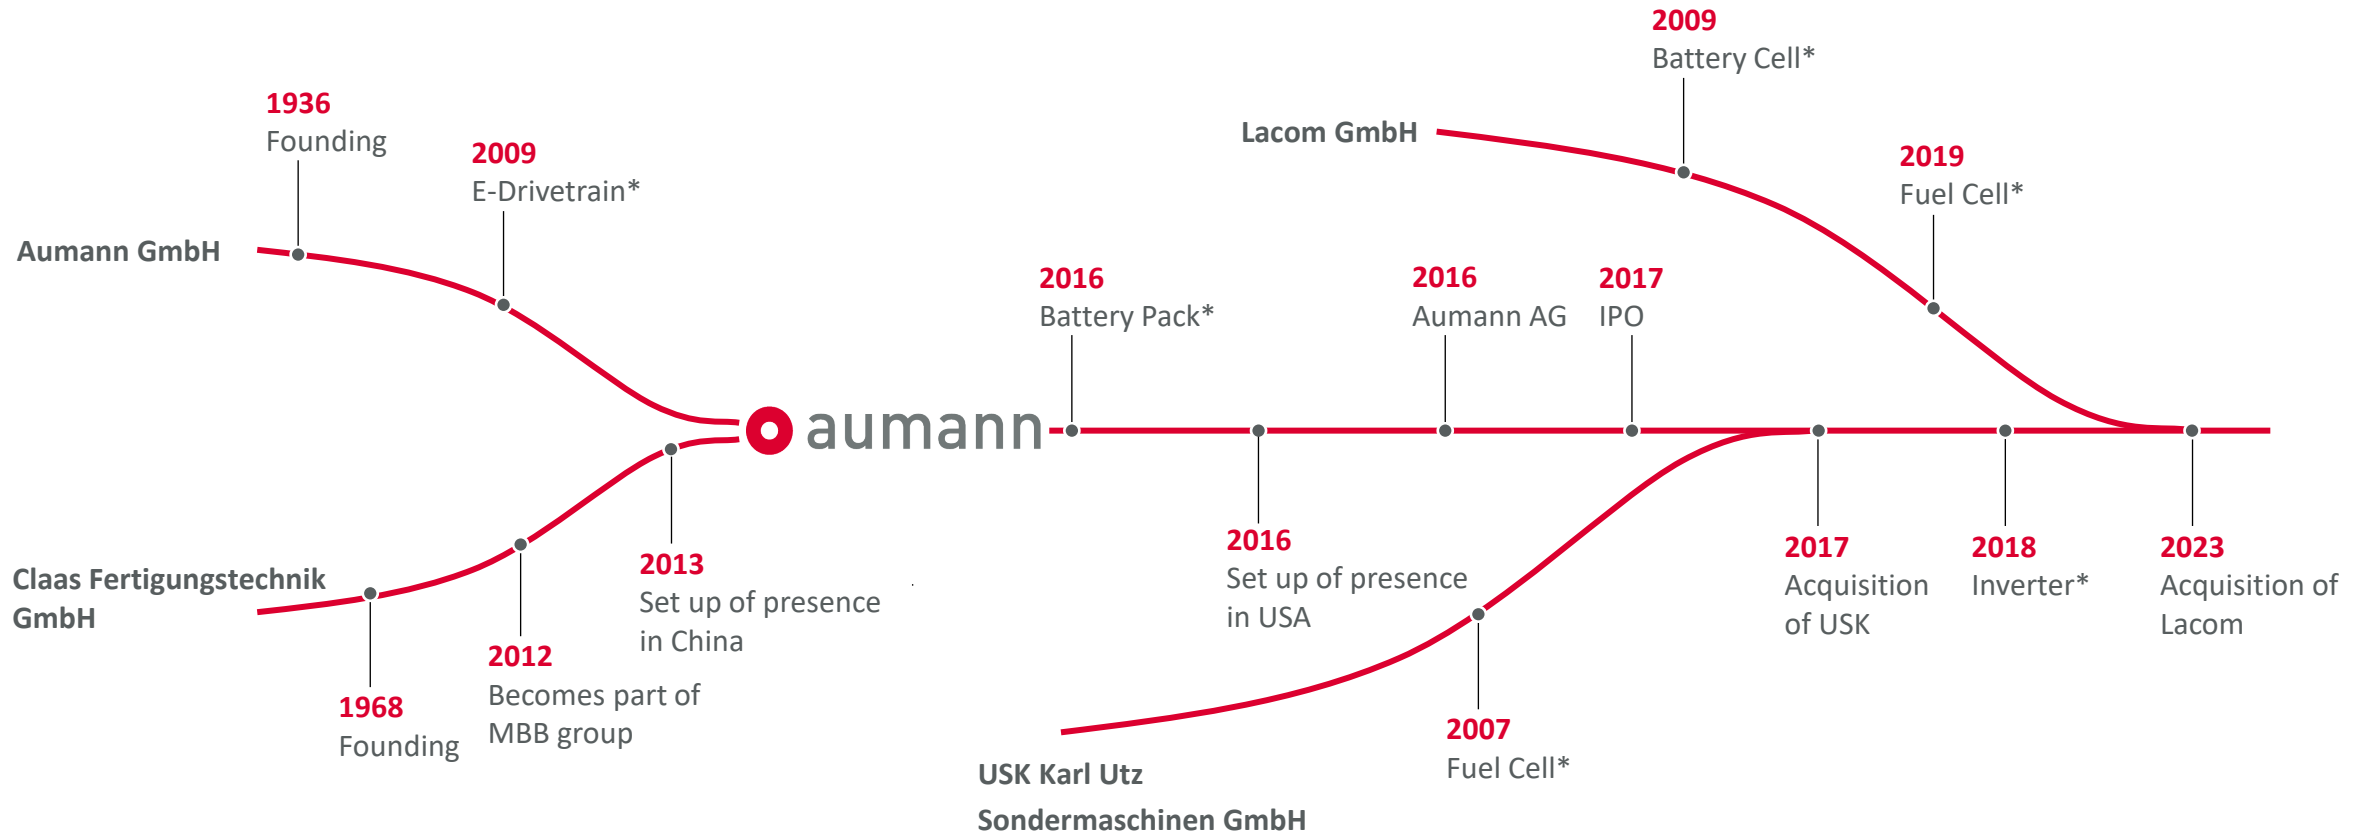 2009
Battery Cell*
1936
Founding
Lacom GmbH
2009
E-Drivetrain*
2019
Fuel Cell*
Aumann GmbH
2016
Battery Pack*
2016
Aumann AG
2017
IPO
aumann
2016
Set up of presence
in USA
2017
Acquisition
of USK
2018
Inverter*
2023
Acquisition of
Lacom
Claas Fertigungstechnik
GmbH
2013
Set up of presence
in China
2012
Becomes part of
MBB group
1968
Founding
2007
Fuel Cell*
USK Karl Utz
Sondermaschinen GmbH